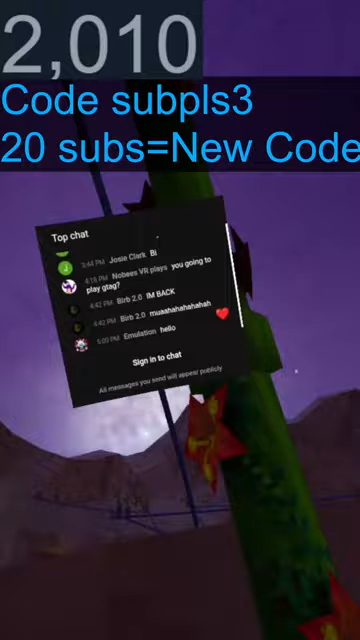 2,010
Code subpls3
20 subs=New Code
Top chat
J
3:44 PM Josie Clark Bi
4:18 PM Nobees VR plays you going to
play gtag?
4:42 PM Birb 2.0 IM BACK
4:42 PM Birb 2.0 muaahahahahah
5:00 PM Emulation hello
Sign in to chat
All messages you send will appear publicly